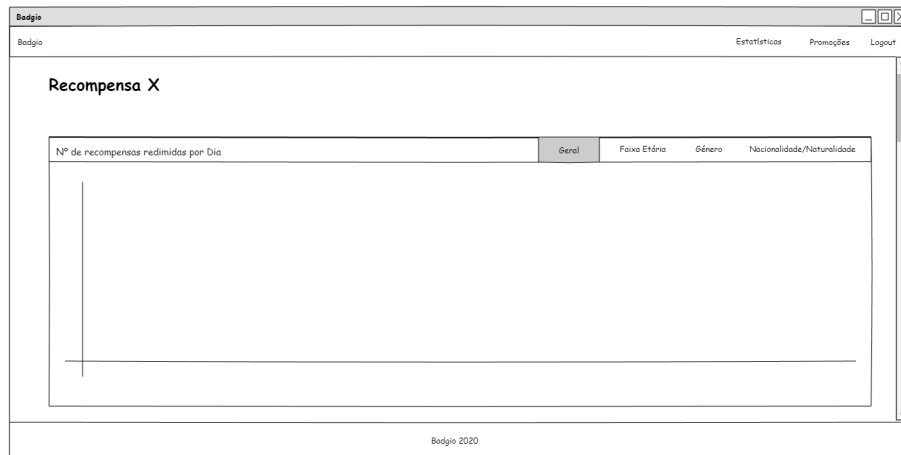 Badgio
Badgio Estatísticas Promoções Logout
Recompensa X
Nº de recompensas redimidas por Dia Geral Faixa Etária Género Nacionalidade/Naturalidade
Badgio 2020